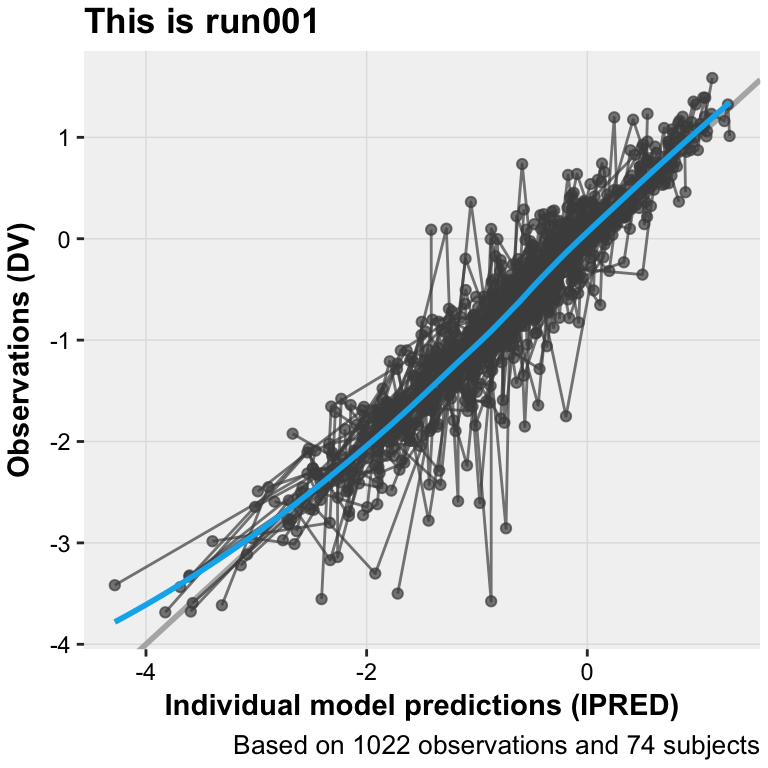 This is run001
Observations (DV)
1
0
-1
-2
-3
-4
-4
-2
0
Individual model predictions (IPRED)
Based on 1022 observations and 74 subjects